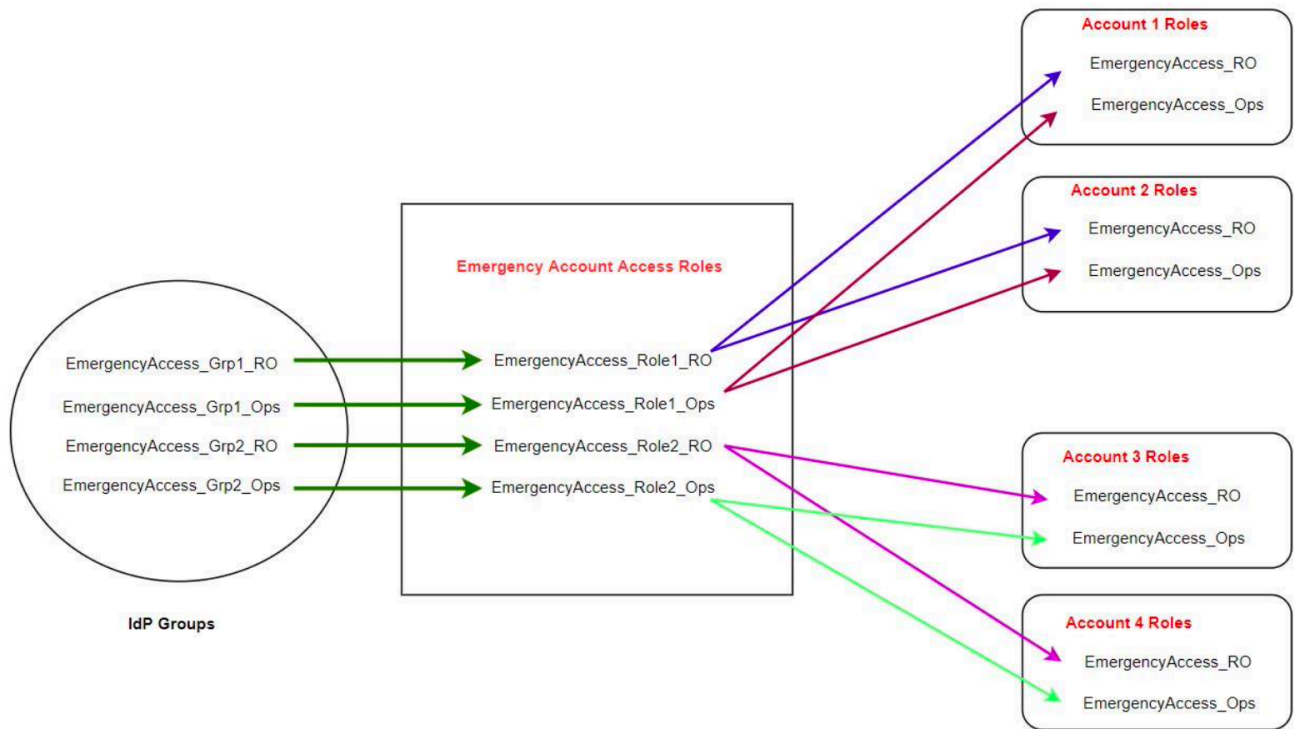 IdP Groups
EmergencyAccess_Grp1_RO
EmergencyAccess_Grp1_Ops
EmergencyAccess_Grp2_RO
EmergencyAccess_Grp2_Ops
Emergency Account Access Roles
EmergencyAccess_Role1_RO
EmergencyAccess_Role1_Ops
EmergencyAccess_Role2_RO
EmergencyAccess_Role2_Ops
Account 1 Roles
EmergencyAccess_RO
EmergencyAccess_Ops
Account 2 Roles
EmergencyAccess_RO
EmergencyAccess_Ops
Account 3 Roles
EmergencyAccess_RO
EmergencyAccess_Ops
Account 4 Roles
EmergencyAccess_RO
EmergencyAccess_Ops